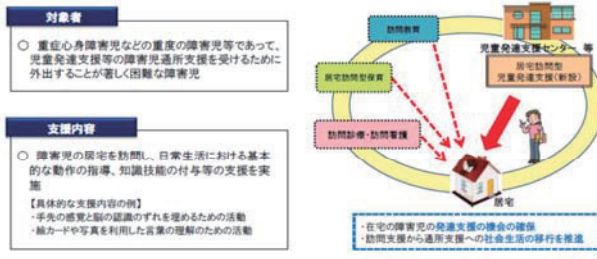 対象者
○ 重症心身障害児などの重度の障害児等であって、
児童発達支援等の障害児通所支援を受けるために
外出することが著しく困難な障害児
支援内容
○ 障害児の居宅を訪問し、日常生活における基本
的な動作の指導、知識技能の付与等の支援を実
施
【具体的な支援内容の例】
・手先の感覚と脳の認識のずれを埋めるための活動
・絵カードや写真を利用した言葉の理解のための活動
訪問教育
児童発達支援センター 等
居宅訪問型
児童発達支援(新設)
居宅訪問型保育
訪問診療・訪問看護
居宅
・在宅の障害児の発達支援の機会の確保
・訪問支援から通所支援への社会生活の移行を推進